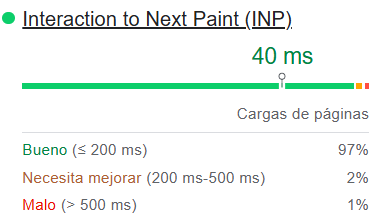 Interaction to Next Paint (INP)
40 ms
Cargas de páginas
Bueno (≤ 200 ms) 97%
Necesita mejorar (200 ms-500 ms) 2%
Malo (> 500 ms) 1%